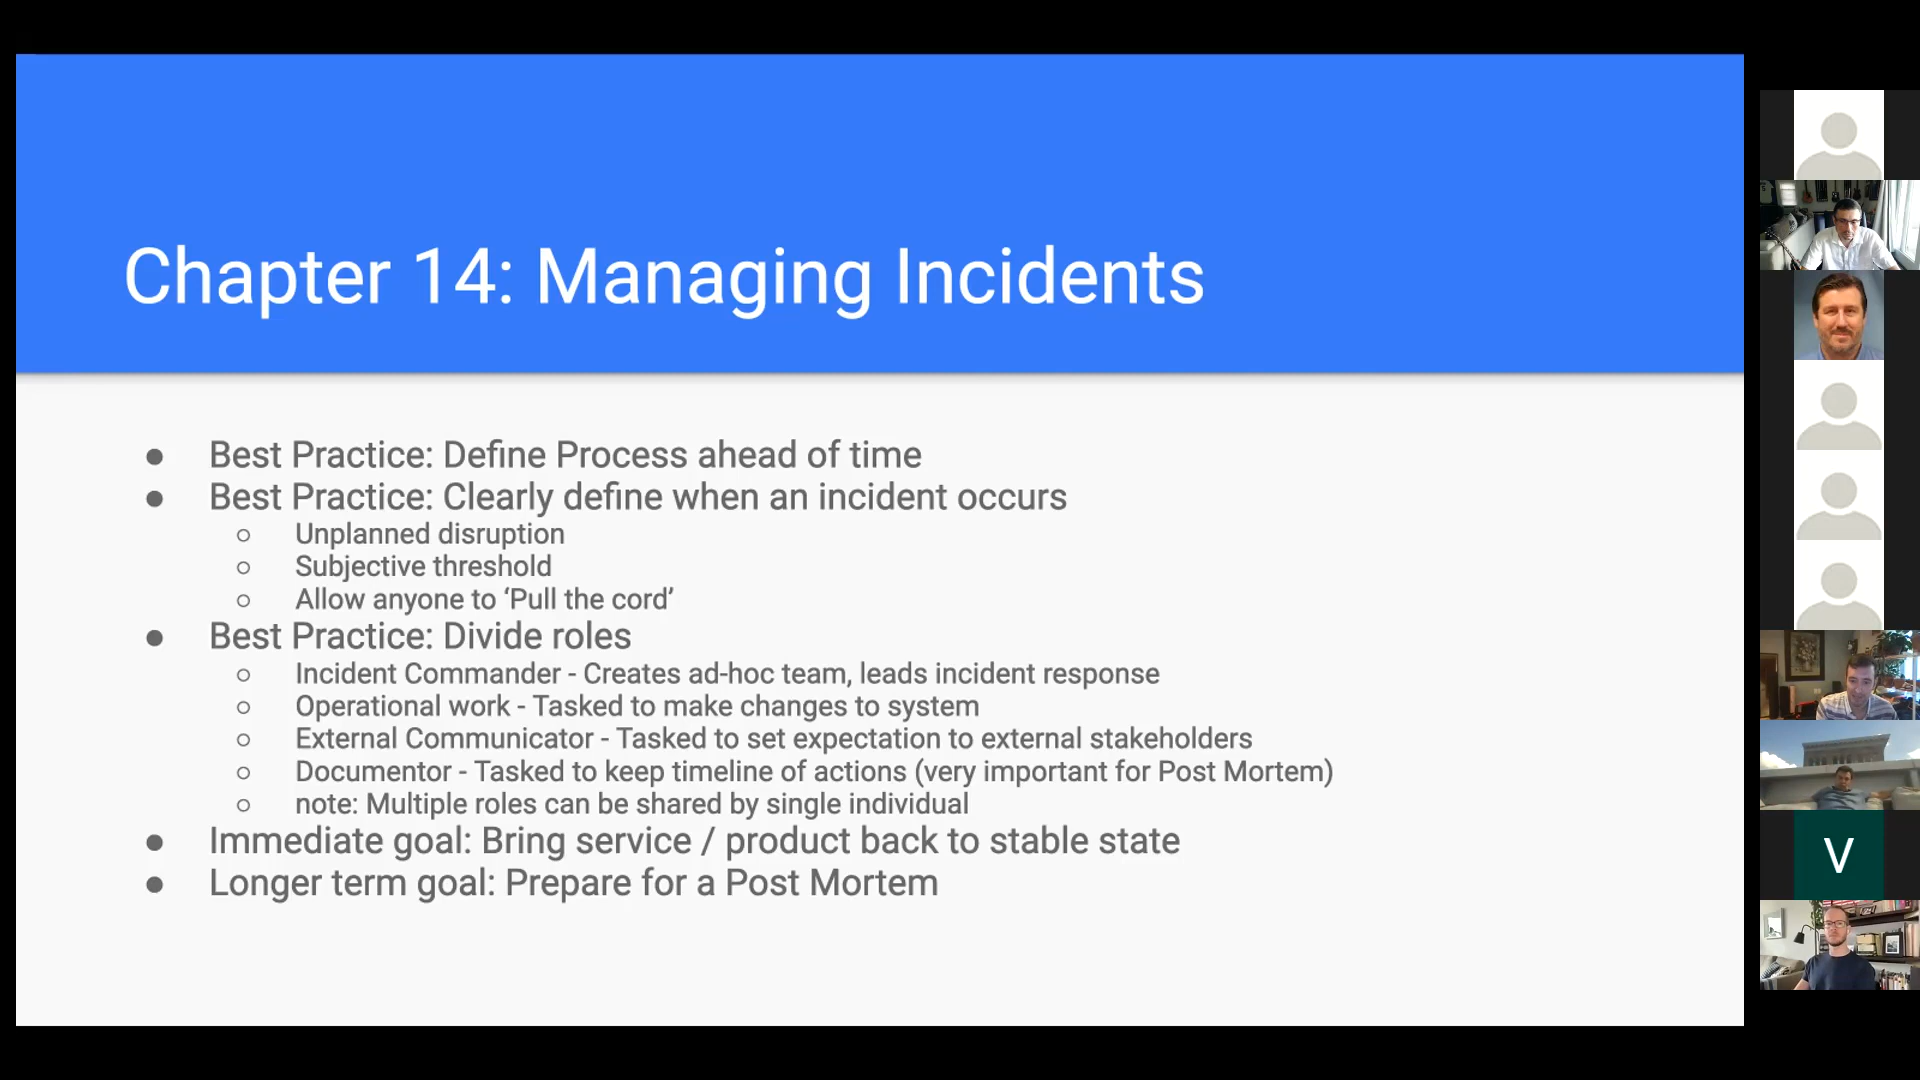 Chapter 14: Managing Incidents
● Best Practice: Define Process ahead of time
● Best Practice: Clearly define when an incident occurs
○ Unplanned disruption
○ Subjective threshold
○ Allow anyone to ‘Pull the cord’
● Best Practice: Divide roles
○ Incident Commander - Creates ad-hoc team, leads incident response
○ Operational work - Tasked to make changes to system
○ External Communicator - Tasked to set expectation to external stakeholders
○ Documentor - Tasked to keep timeline of actions (very important for Post Mortem)
○ note: Multiple roles can be shared by single individual
● Immediate goal: Bring service / product back to stable state
● Longer term goal: Prepare for a Post Mortem
V